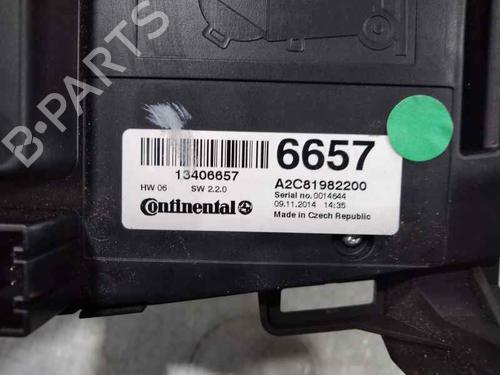 B-PARTS
13406657
6657
HW 06 SW 2.2.0
A2C81982200
Serial no. 0014644
09.11.2014 14:35
Continental
Made in Czech Republic